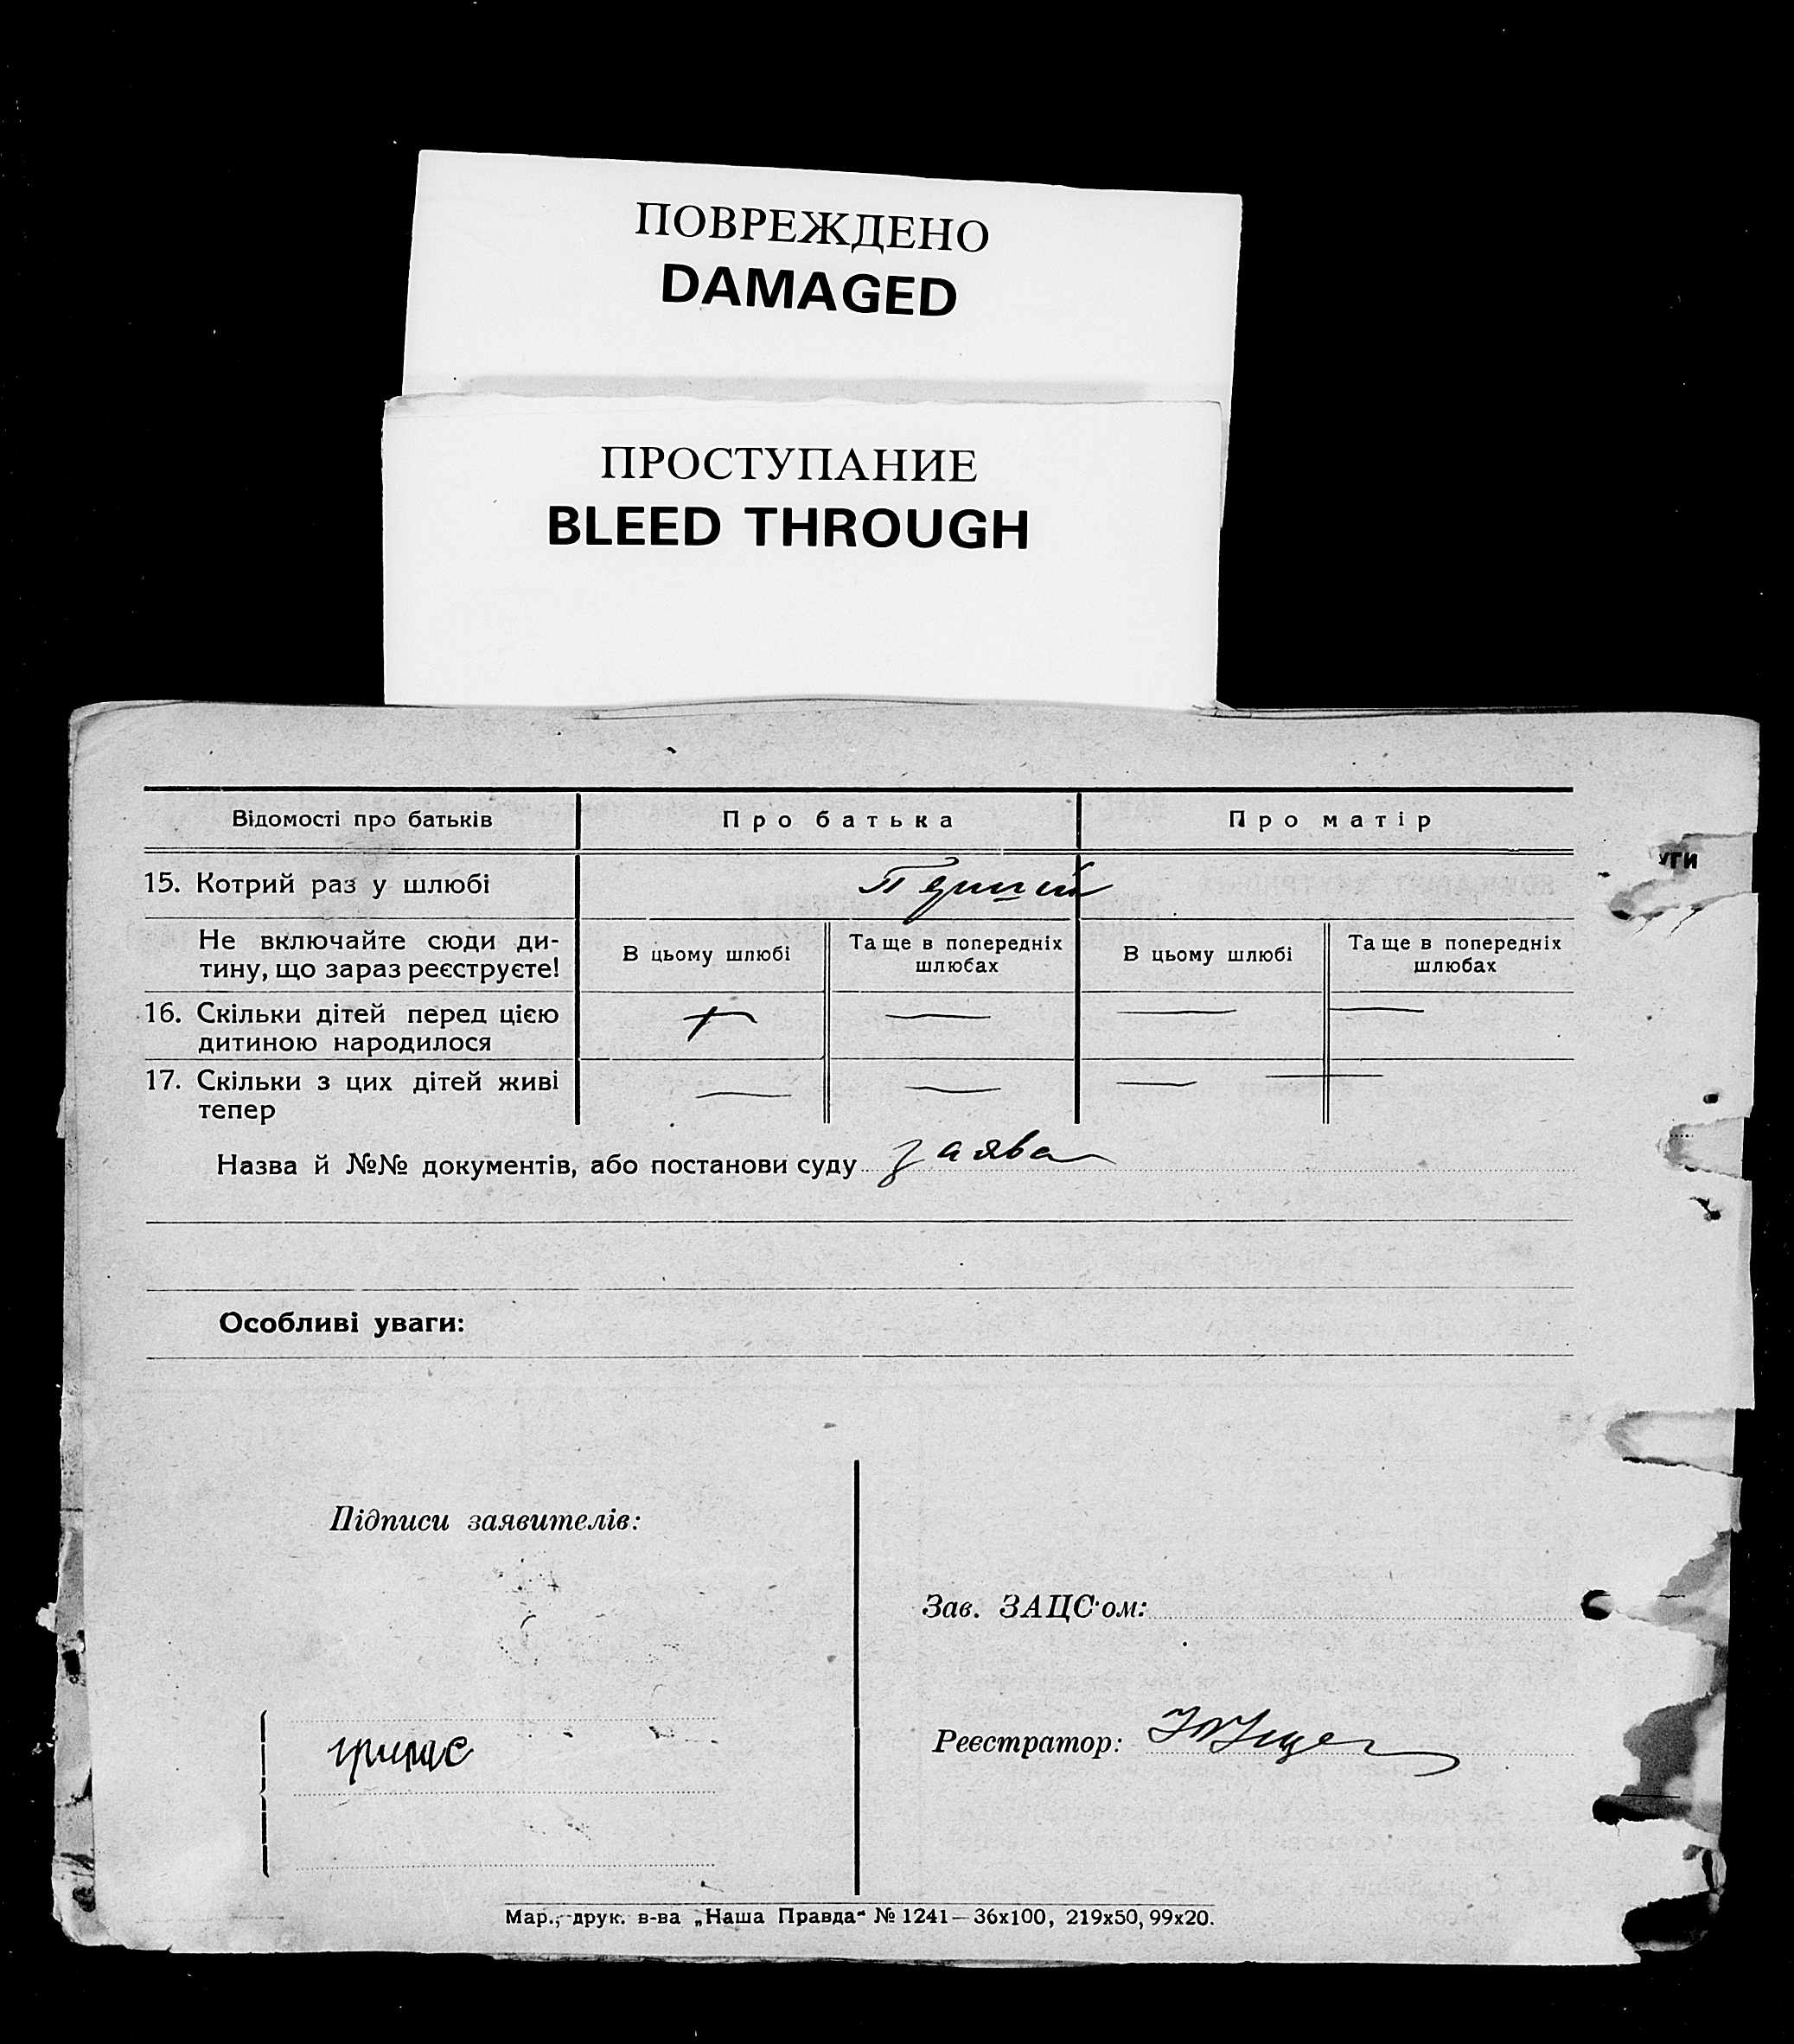 ПОВРЕЖДЕНО
DAMAGED
ПРОСТУПАНИЕ
BLEED THROUGH
Відомості про батьків
Про батька
Про матір
уги
15. Котрий раз у шлюбі
Перший
Не включайте сюди ди-
тину, що зараз реєструєте!
В цьому шлюбі
Та ще в попередніх
шлюбах
В цьому шлюбі
Та ще в попередніх
шлюбах
16. Скільки дітей перед цією
дитиною народилося
17. Скільки з цих дітей живі
тепер
Назва й №№ документів, або постанови суду заява
Особливі уваги:
Підписи заявителів:
Зав. ЗАЦС'ом:
Реєстратор:
Мар., друк. в-ва „Наша Правда“ № 1241—36х100, 219х50, 99х20.